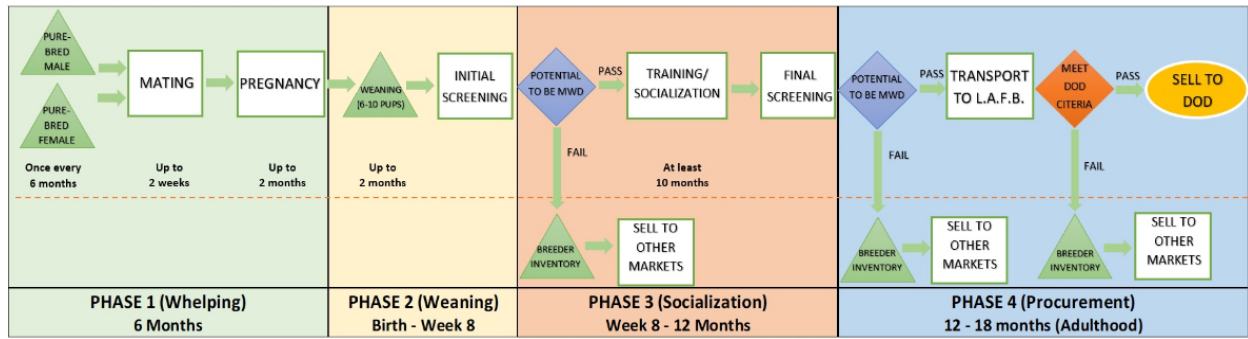 PURE-
BRED
MALE
PURE-
BRED
FEMALE
Once every
6 months
MATING
Up to
2 weeks
PREGNANCY
Up to
2 months
WEANING
[6-10 PUPS]
Up to
2 months
INITIAL
SCREENING
POTENTIAL
TO BE MWD
PASS
FAIL
TRAINING/
SOCIALIZATION
At least
10 months
FINAL
SCREENING
BREEDER
INVENTORY
SELL TO
OTHER
MARKETS
POTENTIAL
TO BE MWD
PASS
FAIL
TRANSPORT
TO L.A.F.B.
MEET
DOD
CITERIA
PASS
FAIL
SELL TO
DOD
BREEDER
INVENTORY
SELL TO
OTHER
MARKETS
BREEDER
INVENTORY
SELL TO
OTHER
MARKETS
PHASE 1 (Whelping)
6 Months
PHASE 2 (Weaning)
Birth - Week 8
PHASE 3 (Socialization)
Week 8 - 12 Months
PHASE 4 (Procurement)
12 - 18 months (Adulthood)